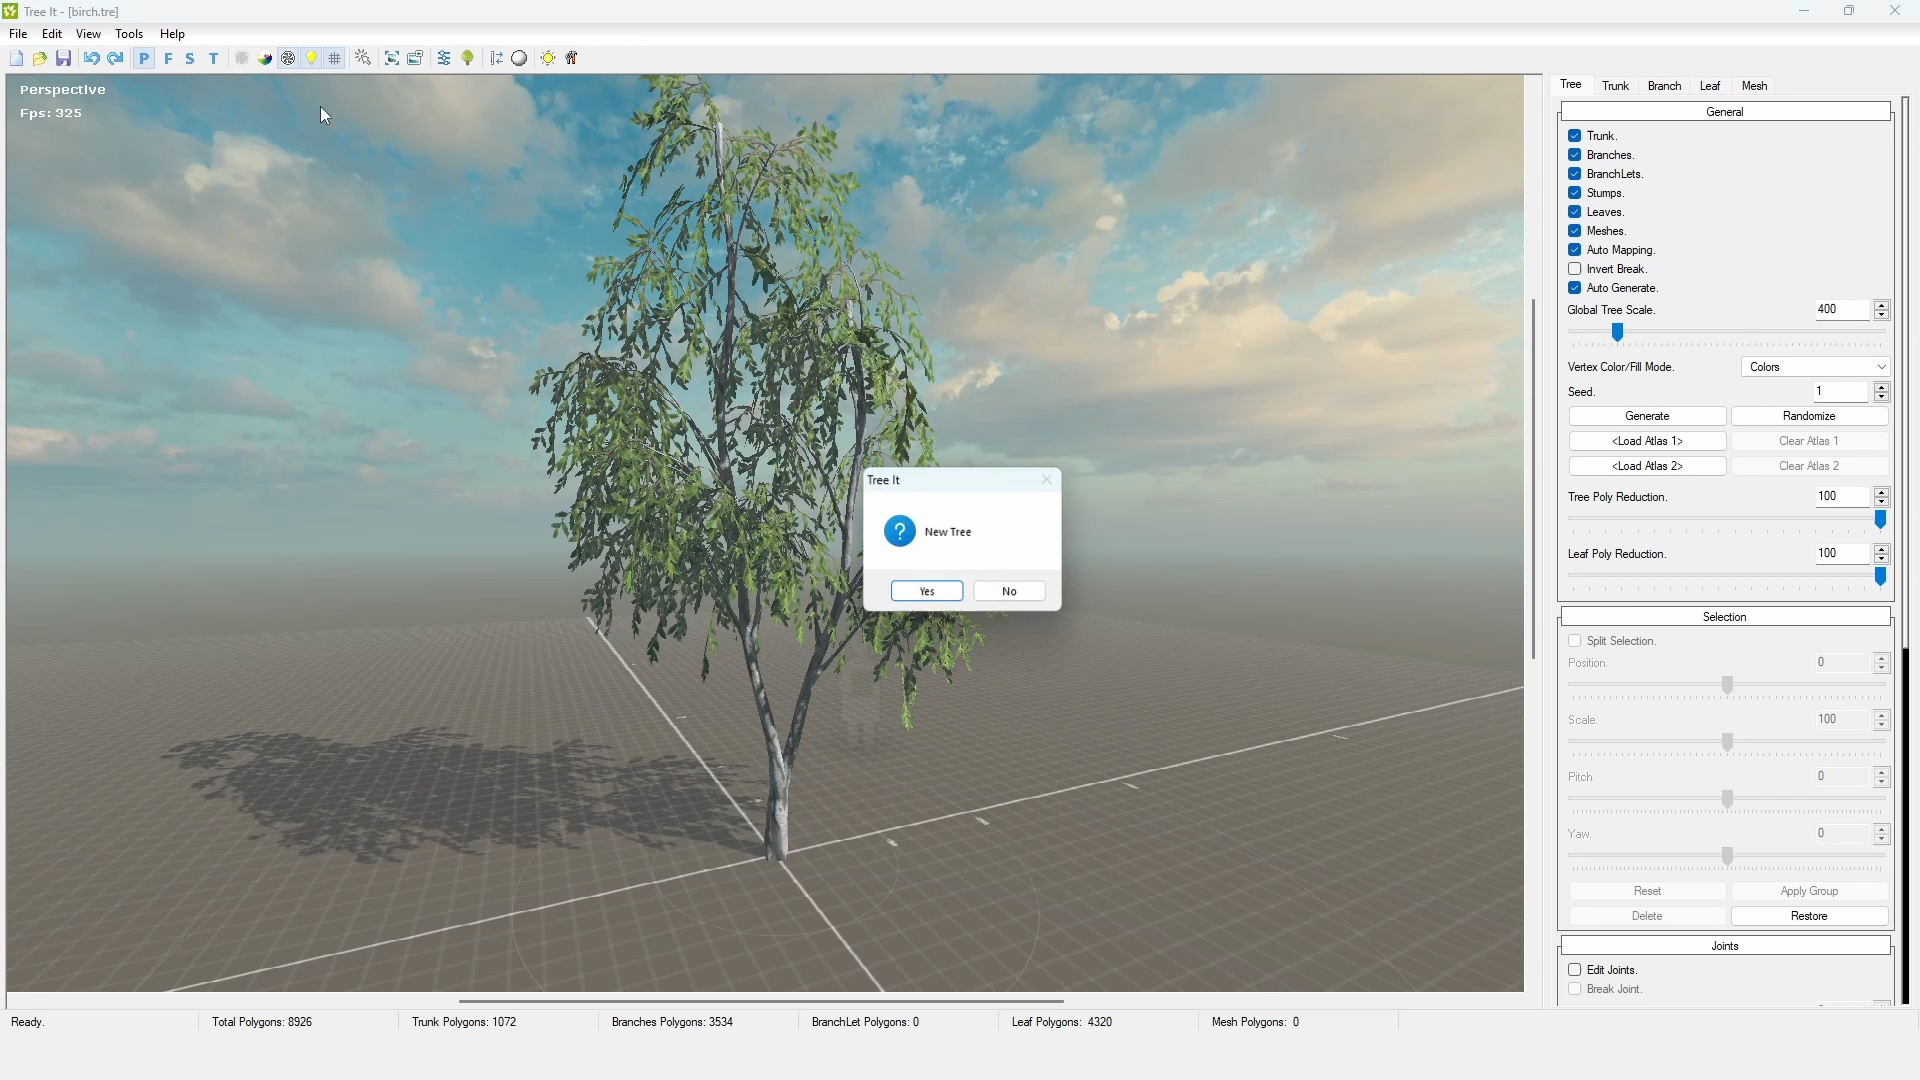 Tree It - [birch.tre]
File Edit View Tools Help
P F S T
Perspective
Fps: 325
Tree Trunk Branch Leaf Mesh
General
Trunk.
Branches.
BranchLets.
Stumps.
Leaves.
Meshes.
Auto Mapping.
Invert Break.
Auto Generate.
Global Tree Scale. 400
Vertex Color/Fill Mode. Colors
Seed. 1
Generate Randomize
<Load Atlas 1> Clear Atlas 1
<Load Atlas 2> Clear Atlas 2
Tree Poly Reduction. 100
Leaf Poly Reduction. 100
Selection
Split Selection.
Position. 0
Scale. 100
Pitch. 0
Yaw. 0
Reset Apply Group
Delete Restore
Joints
Edit Joints.
Break Joint.
Tree It
? New Tree
Yes No
Ready. Total Polygons: 8926 Trunk Polygons: 1072 Branches Polygons: 3534 BranchLet Polygons: 0 Leaf Polygons: 4320 Mesh Polygons: 0